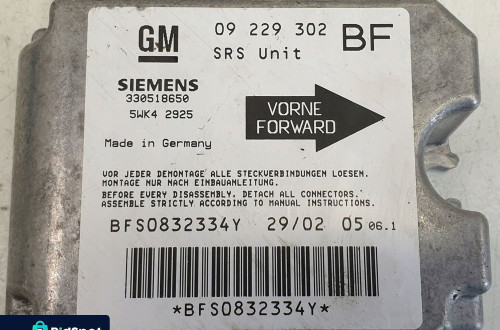 GM 09 229 302 BF
SRS Unit
SIEMENS
330518650
5WK4 2925
VORNE
FORWARD
Made in Germany
VOR JEDER DEMONTAGE ALLE STECKVERBINDUNGEN LOESEN.
MONTAGE NUR NACH EINBAUANLEITUNG.
BEFORE EVERY DISASSEMBLY, DETACH ALL CONNECTORS.
ASSEMBLE STRICTLY ACCORDING TO MANUAL INSTRUCTIONS.
BFS0832334Y 29/02 05 06.1
*BFS0832334Y*